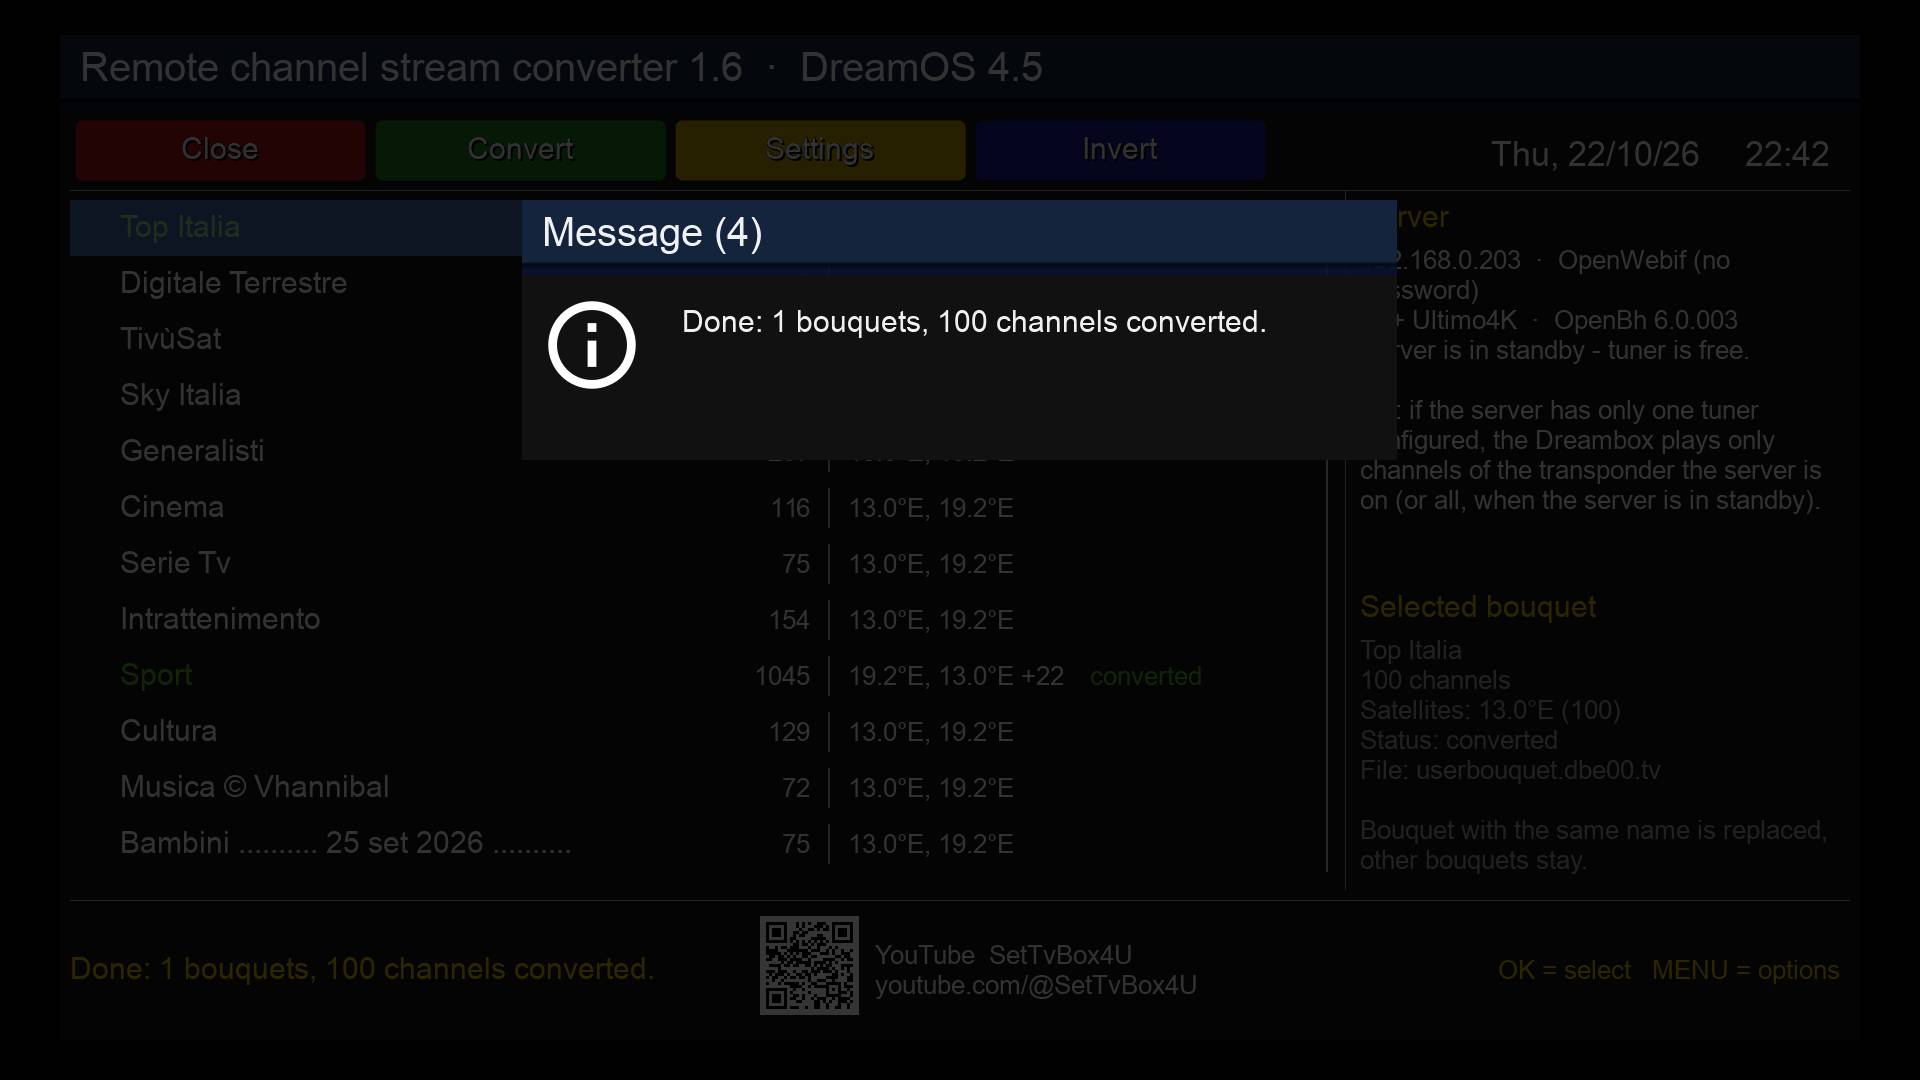 Remote channel stream converter 1.6 · DreamOS 4.5
Close Convert Settings Invert Thu, 22/10/26 22:42
Message (4)
Done: 1 bouquets, 100 channels converted.
Top Italia
Digitale Terrestre
TivùSat
Sky Italia
Generalisti
Cinema 116 13.0°E, 19.2°E
Serie Tv 75 13.0°E, 19.2°E
Intrattenimento 154 13.0°E, 19.2°E
Sport 1045 19.2°E, 13.0°E +22 converted
Cultura 129 13.0°E, 19.2°E
Musica © Vhannibal 72 13.0°E, 19.2°E
Bambini .......... 25 set 2026 .......... 75 13.0°E, 19.2°E
2.168.0.203 · OpenWebif (no
Ultimo4K · OpenBh 6.0.003
is in standby - tuner is free.
if the server has only one tuner
the Dreambox plays only
channels of the transponder the server is
on (or all, when the server is in standby).
Selected bouquet
Top Italia
100 channels
Satellites: 13.0°E (100)
Status: converted
File: userbouquet.dbe00.tv
Bouquet with the same name is replaced,
other bouquets stay.
Done: 1 bouquets, 100 channels converted.
YouTube SetTvBox4U
youtube.com/@SetTvBox4U
OK = select MENU = options